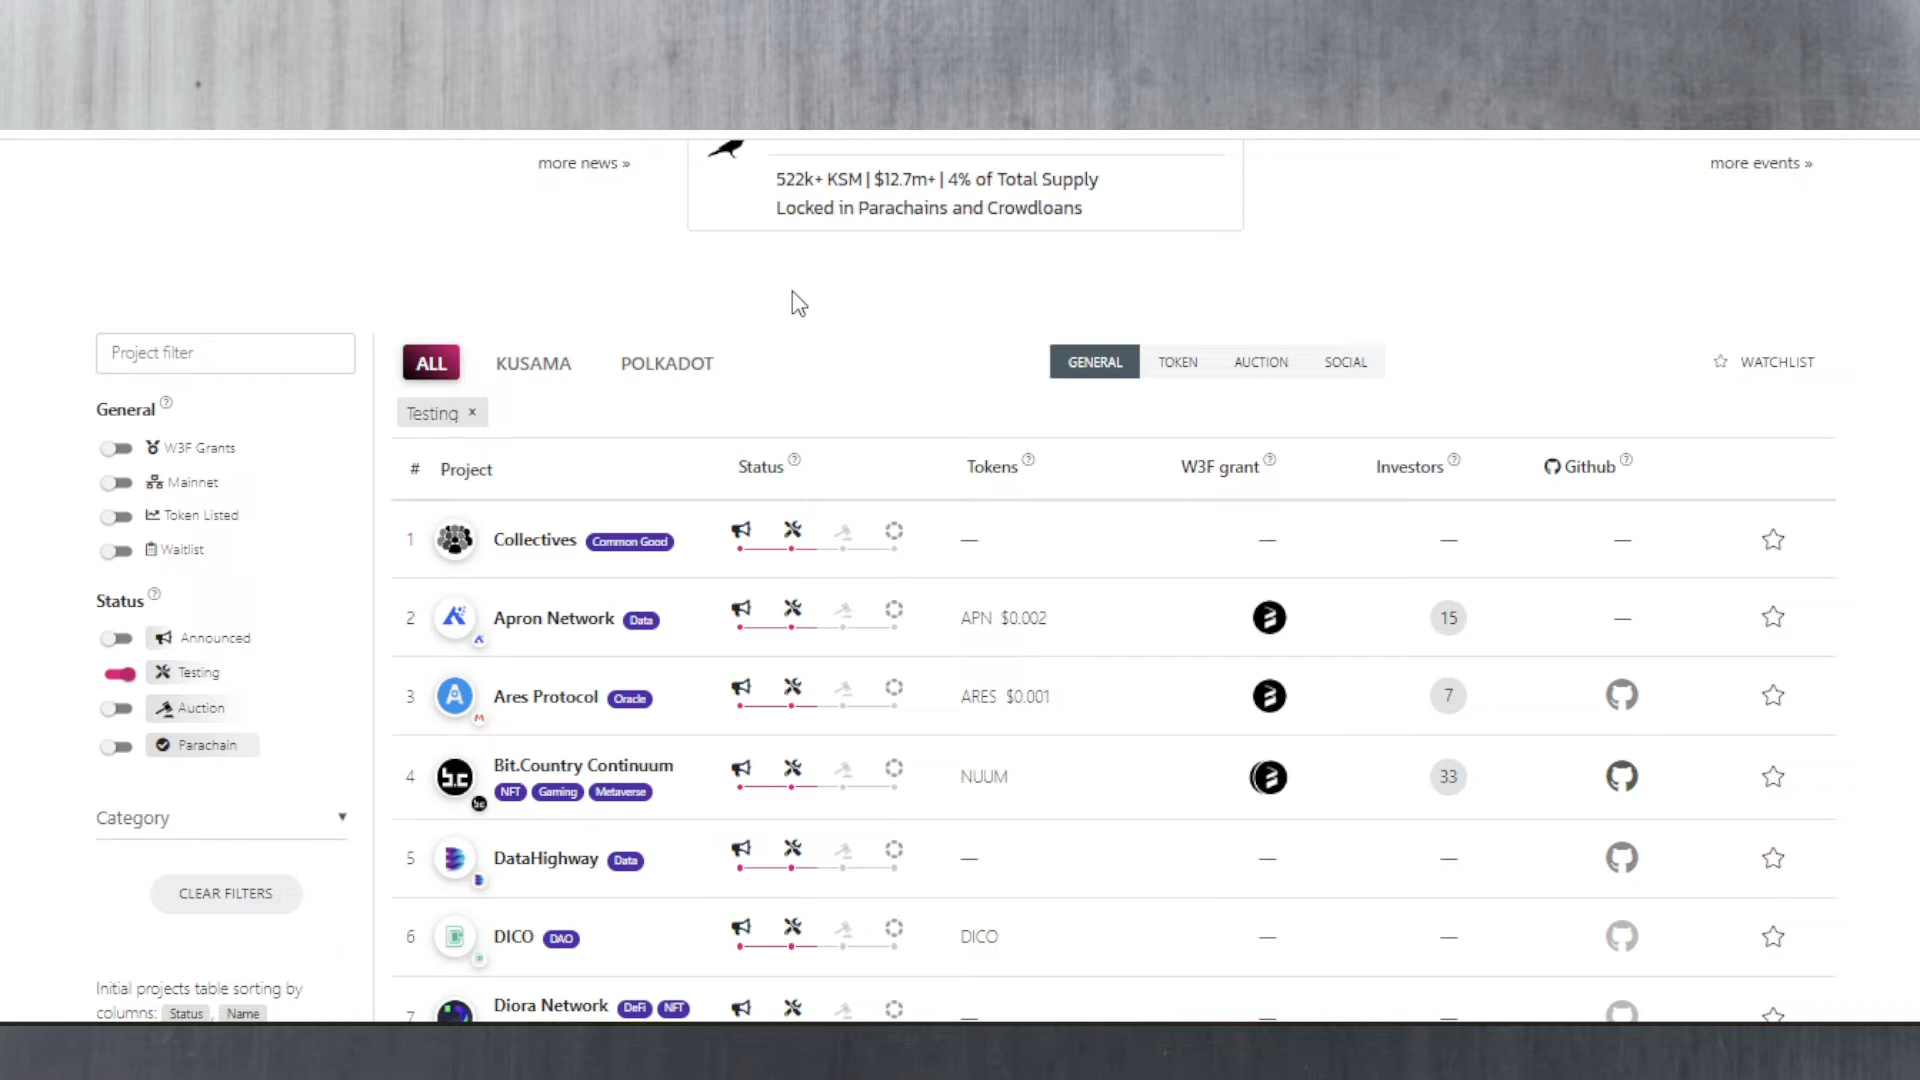 more news »
522k+ KSM | $12.7m+ | 4% of Total Supply
Locked in Parachains and Crowdloans
more events »
Project filter
General
W3F Grants
Mainnet
Token Listed
Waitlist
Status
Announced
Testing
Auction
Parachain
Category
CLEAR FILTERS
Initial projects table sorting by
columns: Status , Name
ALL KUSAMA POLKADOT GENERAL TOKEN AUCTION SOCIAL WATCHLIST
Testing ×
# Project Status Tokens W3F grant Investors Github
1 Collectives Common Good — — — —
2 Apron Network Data APN $0.002 15 —
3 Ares Protocol Oracle ARES $0.001 7
4 Bit.Country Continuum NUUM 33
NFT Gaming Metaverse
5 DataHighway Data — — —
6 DICO DAO DICO — —
7 Diora Network DeFi NFT — — —